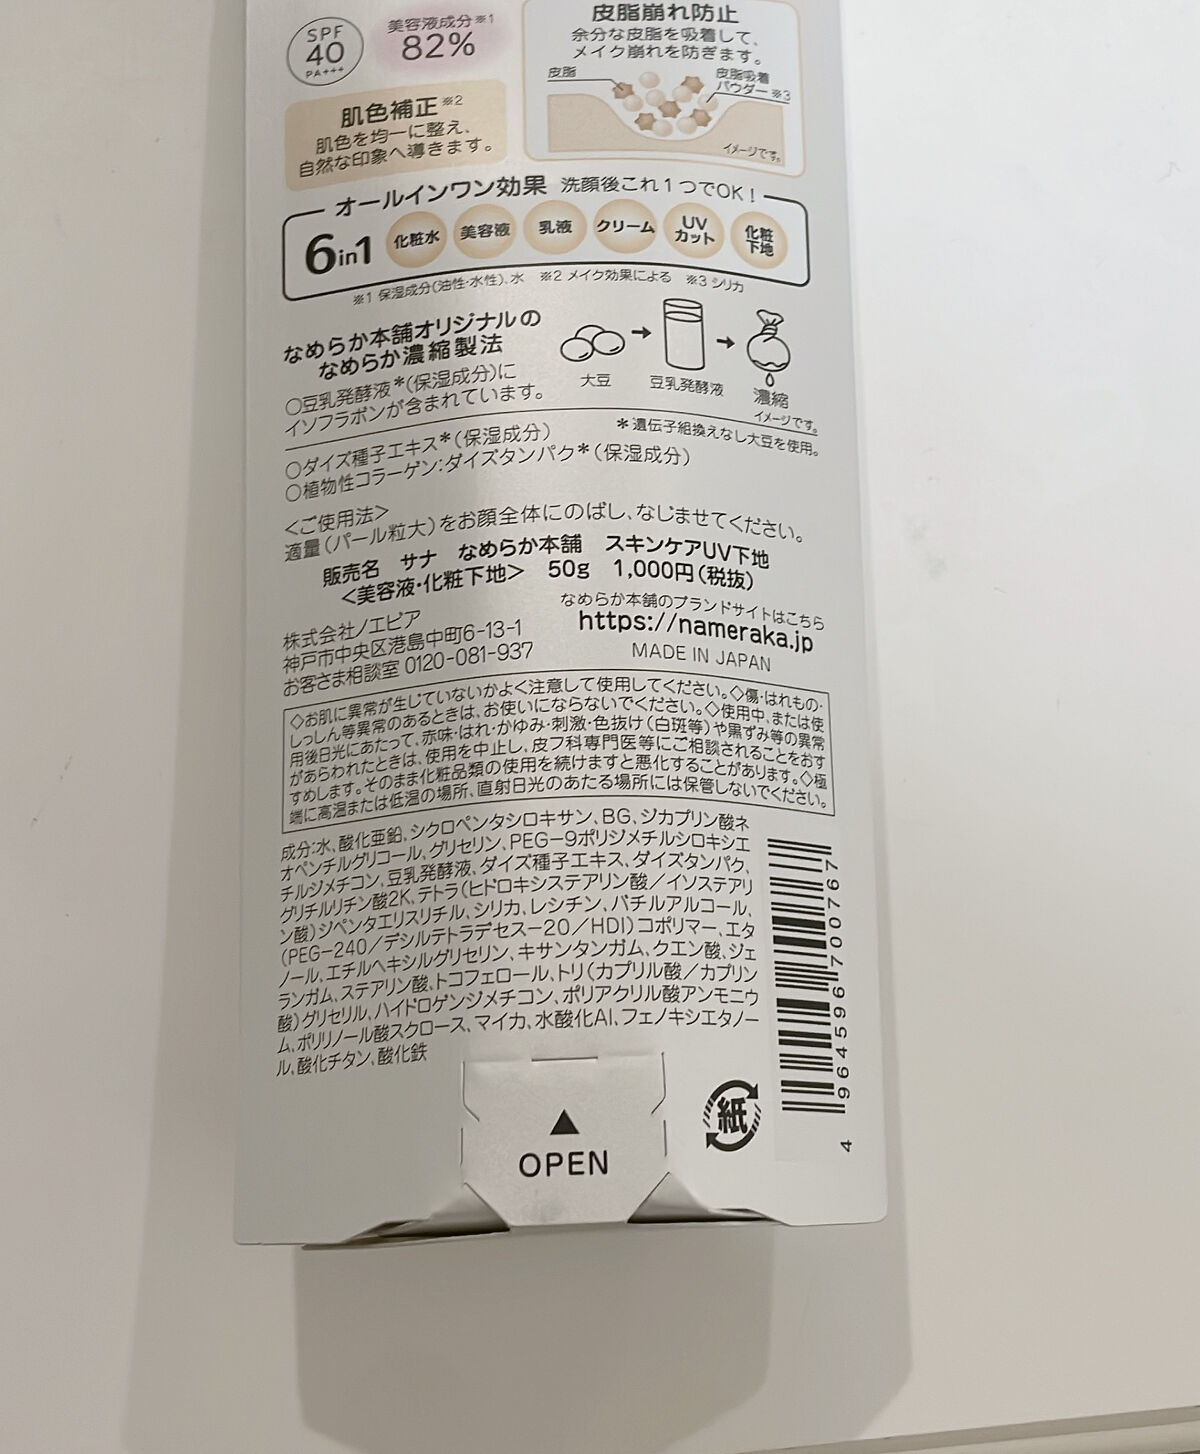 SPF
40
PA+++
美容液成分※1
82%
皮脂崩れ防止
余分な皮脂を吸着して、
メイク崩れを防ぎます。
皮脂
皮脂吸着
パウダー※3
イメージです。
肌色補正※2
肌色を均一に整え、
自然な印象へ導きます。
オールインワン効果 洗顔後これ1つでOK!
6in1
化粧水
美容液
乳液
クリーム
UV
カット
化粧
下地
※1 保湿成分(油性・水性)、水 ※2 メイク効果による ※3 シリカ
なめらか本舗オリジナルの
なめらか濃縮製法
○豆乳発酵液*(保湿成分)に
イソフラボンが含まれています。
大豆
豆乳発酵液
濃縮
イメージです。
*遺伝子組換えなし大豆を使用。
○ダイズ種子エキス*(保湿成分)
○植物性コラーゲン:ダイズタンパク*(保湿成分)
<ご使用法>
適量(パール粒大)をお顔全体にのばし、なじませてください。
販売名 サナ なめらか本舗 スキンケアUV下地
<美容液・化粧下地> 50g 1,000円(税抜)
株式会社ノエビア
神戸市中央区港島中町6-13-1
お客さま相談室 0120-081-937
なめらか本舗のブランドサイトはこちら
https://nameraka.jp
MADE IN JAPAN
◇お肌に異常が生じていないかよく注意して使用してください。◇傷・はれもの・
しっしん等異常のあるときは、お使いにならないでください。◇使用中、または使
用後日光にあたって、赤味・はれ・かゆみ・刺激・色抜け(白斑等)や黒ずみ等の異常
があらわれたときは、使用を中止し、皮フ科専門医等にご相談されることをおす
すめします。そのまま化粧品類の使用を続けますと悪化することがあります。◇極
端に高温または低温の場所、直射日光のあたる場所には保管しないでください。
成分:水、酸化亜鉛、シクロペンタシロキサン、BG、ジカプリン酸ネ
オペンチルグリコール、グリセリン、PEG-9ポリジメチルシロキシエ
チルジメチコン、豆乳発酵液、ダイズ種子エキス、ダイズタンパク、
グリチルリチン酸2K、テトラ(ヒドロキシステアリン酸/イソステアリ
ン酸)ジペンタエリスリチル、シリカ、レシチン、バチルアルコール、
(PEG-240/デシルテトラデセス-20/HDI)コポリマー、エタ
ノール、エチルヘキシルグリセリン、キサンタンガム、クエン酸、ジェ
ランガム、ステアリン酸、トコフェロール、トリ(カプリル酸/カプリン
酸)グリセリル、ハイドロゲンジメチコン、ポリアクリル酸アンモニウ
ム、ポリリノール酸スクロース、マイカ、水酸化Al、フェノキシエタノー
ル、酸化チタン、酸化鉄
4 964596 700767
紙
OPEN